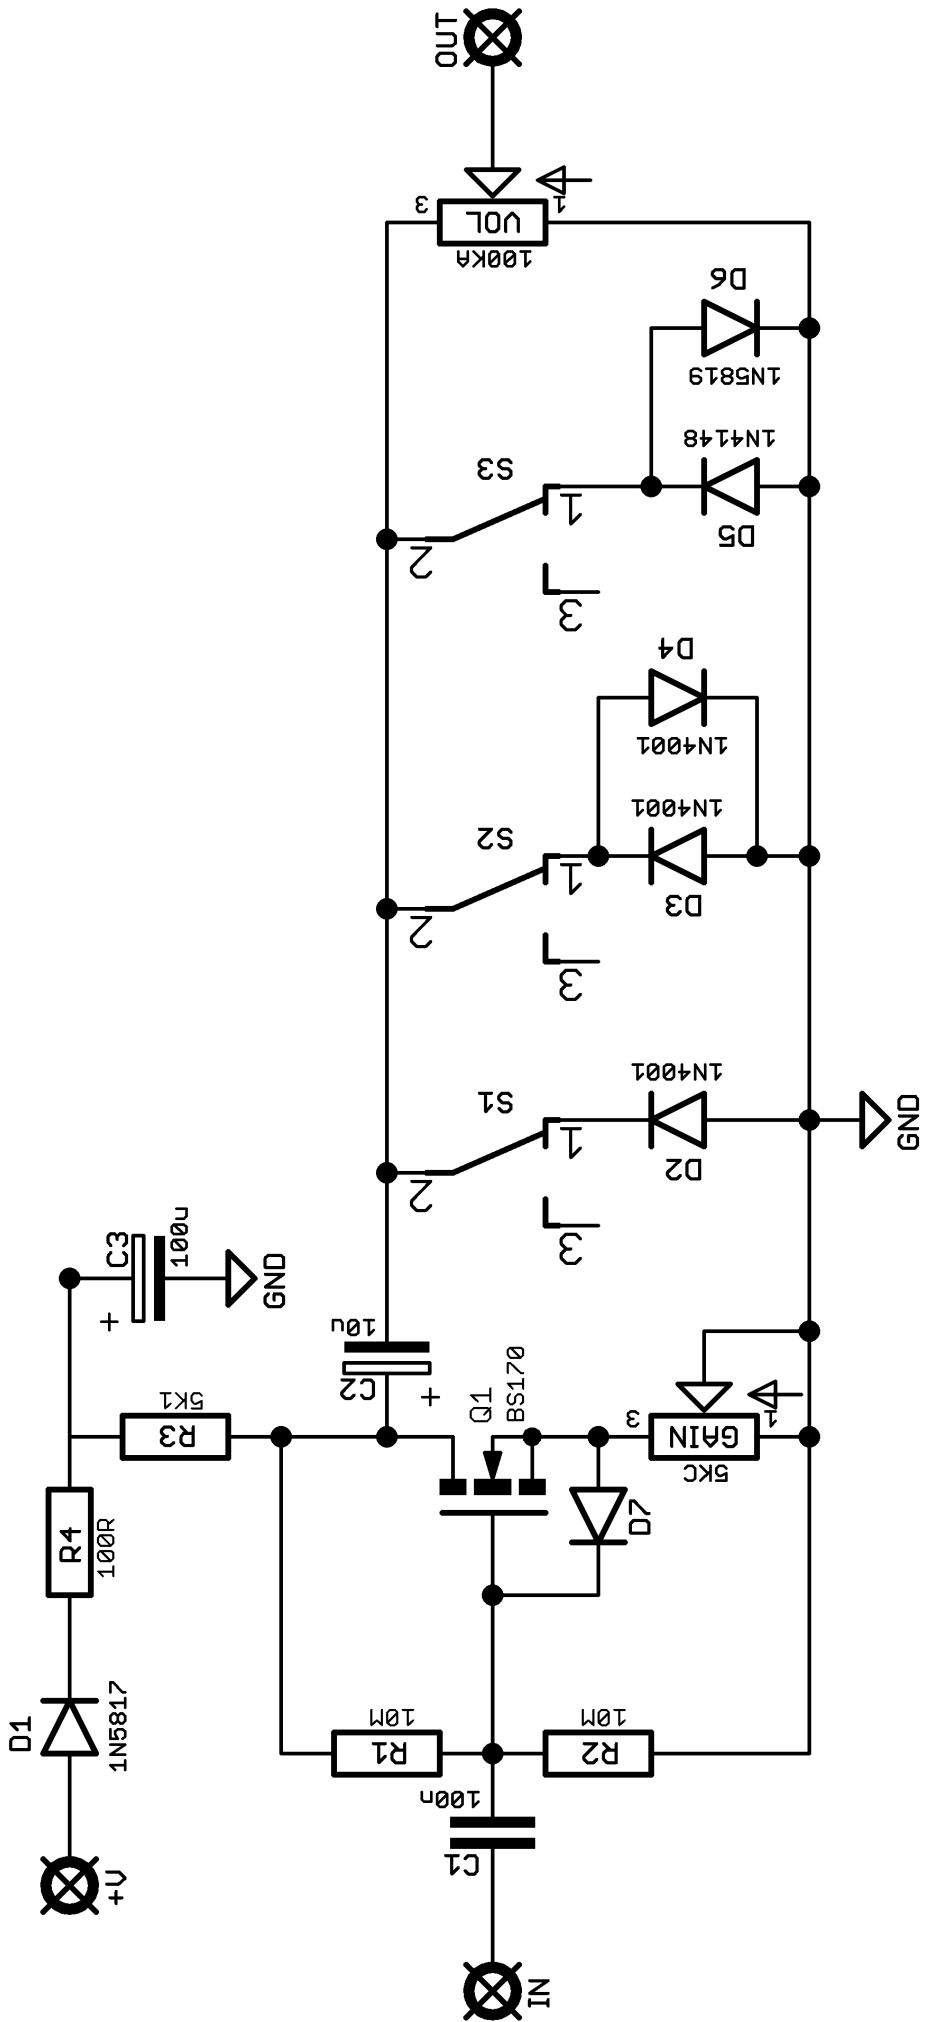 OUT
3
1
VOL
100KA
D6
1N5819
S3
1N4148
1
2
D5
3
D4
1N4001
S2
1N4001
1
2
D3
3
1N4001
S1
GND
1
2
D2
3
C3
100u
+
GND
10u
C2
+
Q1
BS170
5K1
R3
3
1
GAIN
5KC
R4
100R
D7
D1
1N5817
10M
R1
10M
R2
100n
C1
+V
IN